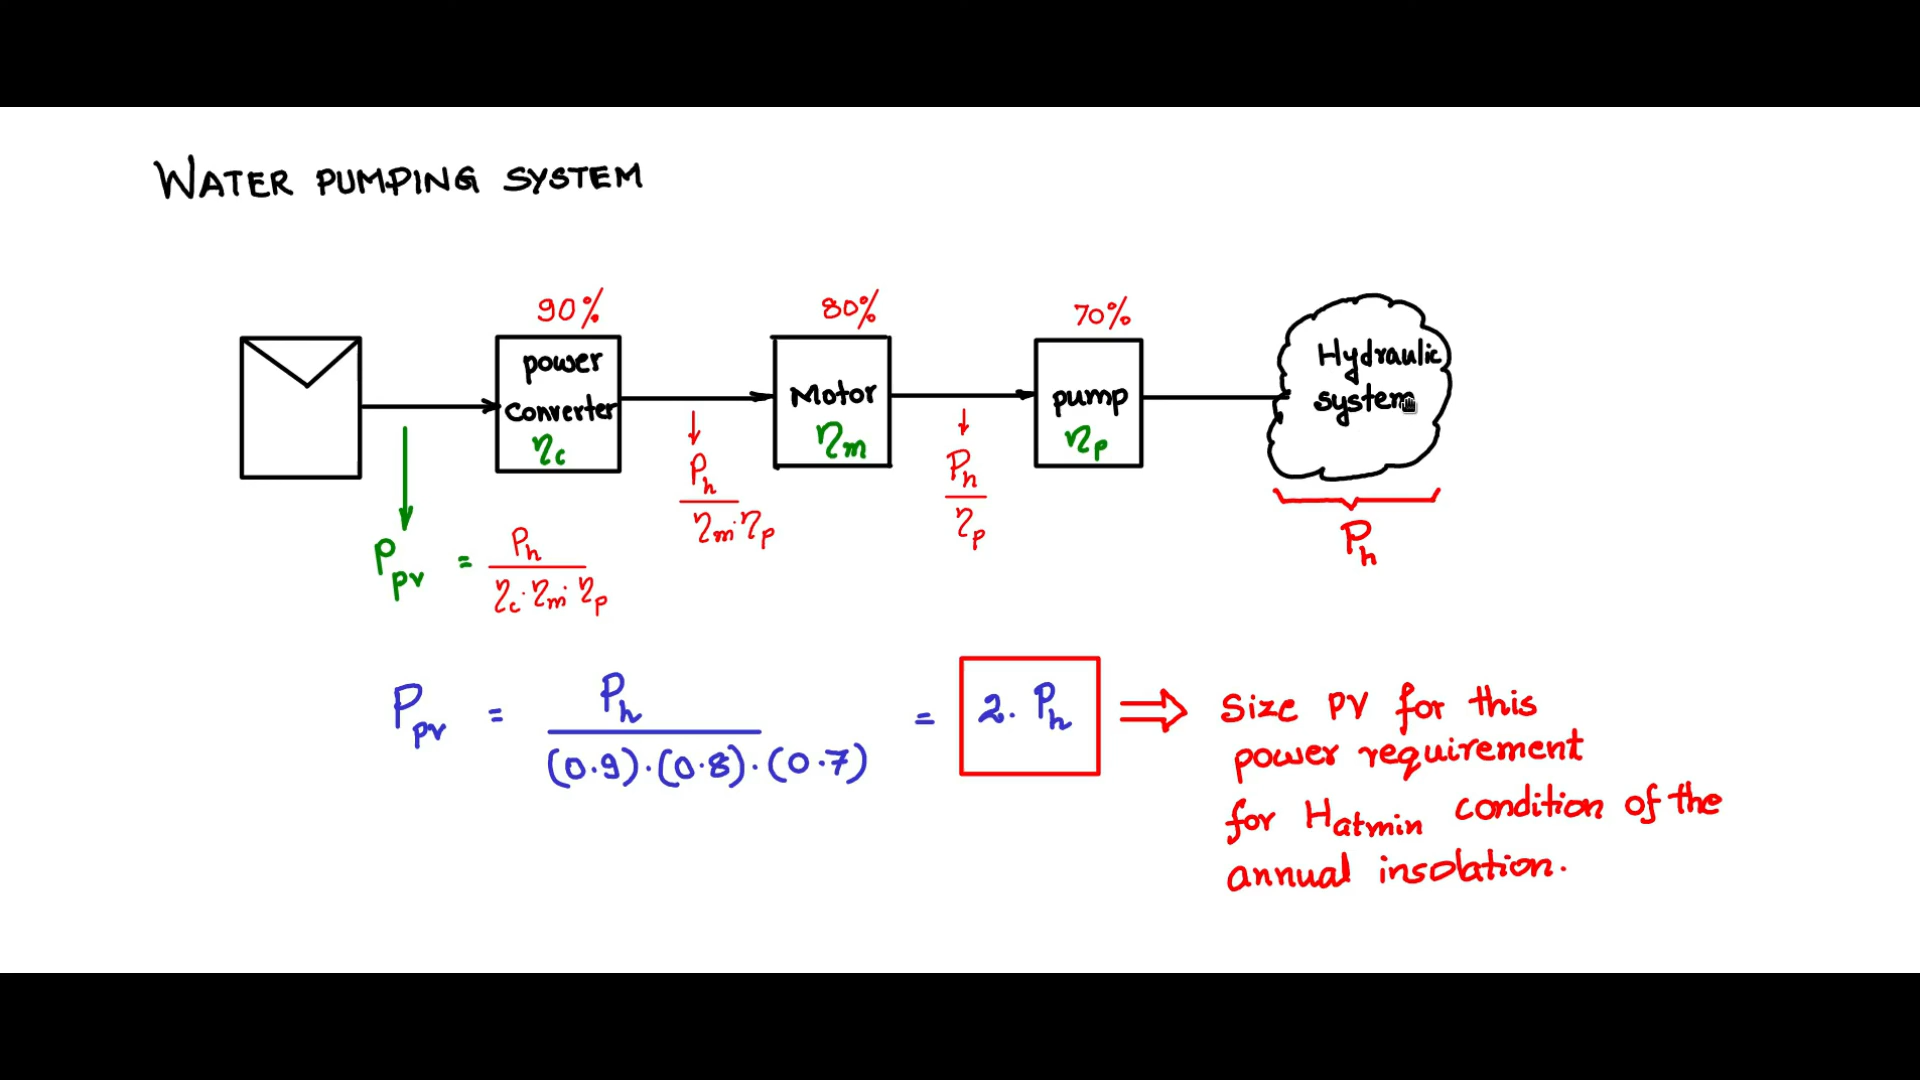 WATER PUMPING SYSTEM
90%
80%
70%
power
converter
ηc
Motor
ηm
pump
ηp
Hydraulic
system
Ph
ηm·ηp
Ph
ηp
Ph
Ppv = Ph
ηc·ηm·ηp
Ppv = Ph = 2. Ph
(0.9).(0.8).(0.7)
Size PV for this
power requirement
for Hatmin condition of the
annual insolation.